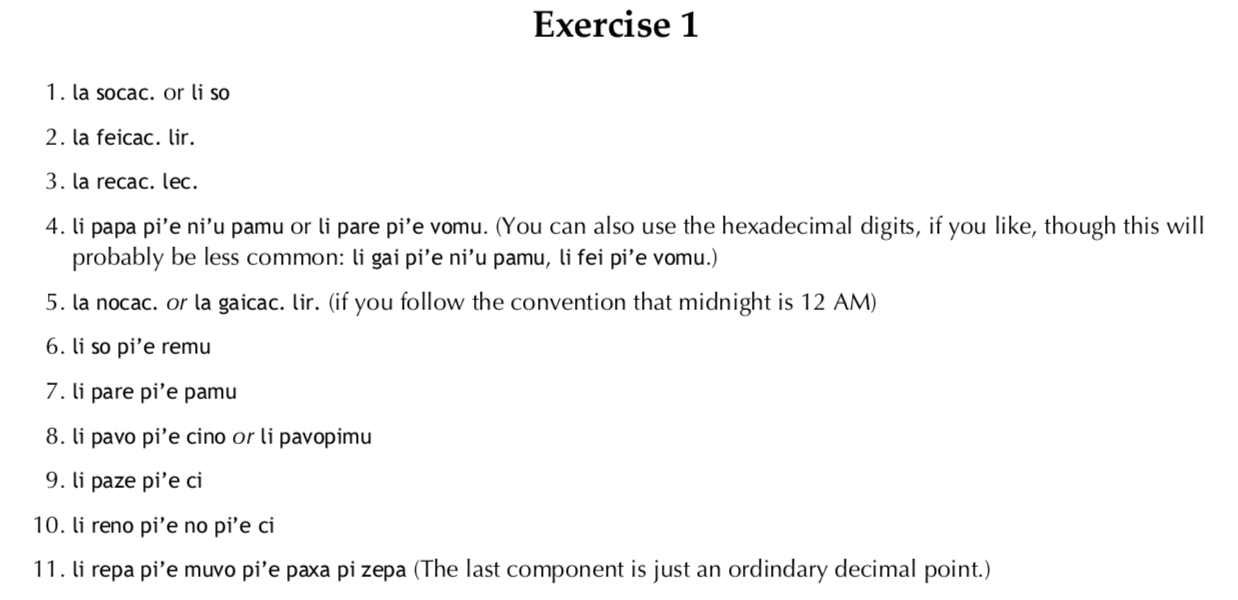 Exercise 1
1. la socac. or li so
2. la feicac. lir.
3. la recac. lec.
4. li papa pi’e ni’u pamu or li pare pi’e vomu. (You can also use the hexadecimal digits, if you like, though this will
probably be less common: li gai pi’e ni’u pamu, li fei pi’e vomu.)
5. la nocac. or la gaicac. lir. (if you follow the convention that midnight is 12 AM)
6. li so pi’e remu
7. li pare pi’e pamu
8. li pavo pi’e cino or li pavopimu
9. li paze pi’e ci
10. li reno pi’e no pi’e ci
11. li repa pi’e muvo pi’e paxa pi zepa (The last component is just an ordindary decimal point.)